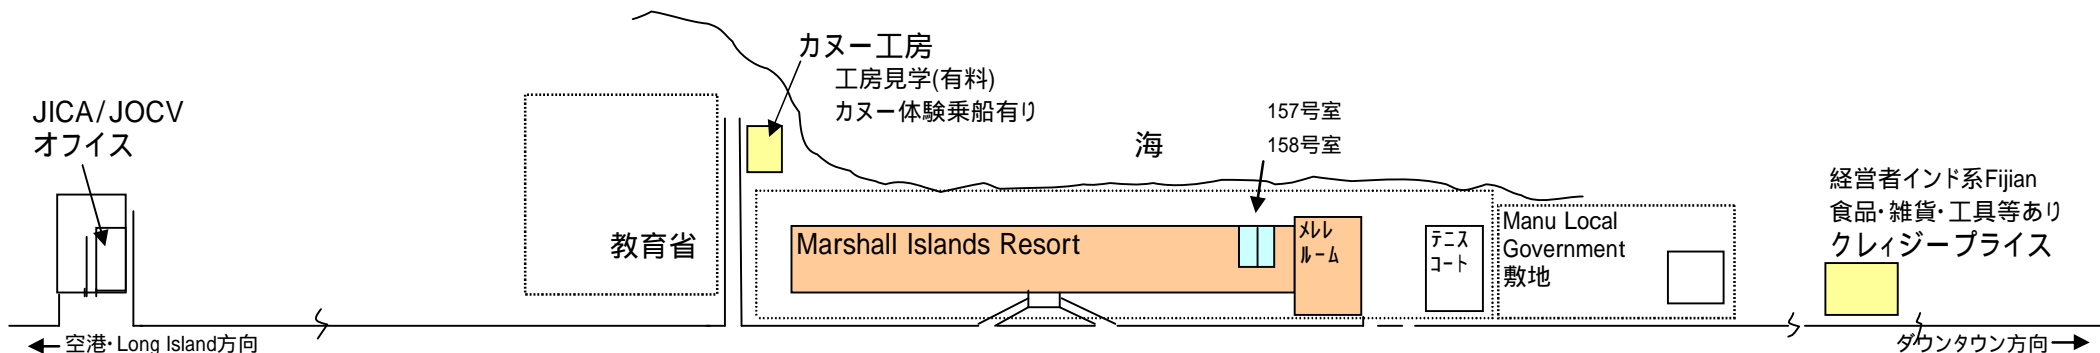 カヌー工房
工房見学(有料)
カヌー体験乗船有り
JICA/JOCV
オフイス
157号室
158号室
海
経営者インド系Fijian
食品・雑貨・工具等あり
クレィジープライス
教育省
Marshall Islands Resort
メレレ
ルーム
テニス
コート
Manu Local
Government
敷地
空港・Long Island方向
ダウンタウン方向